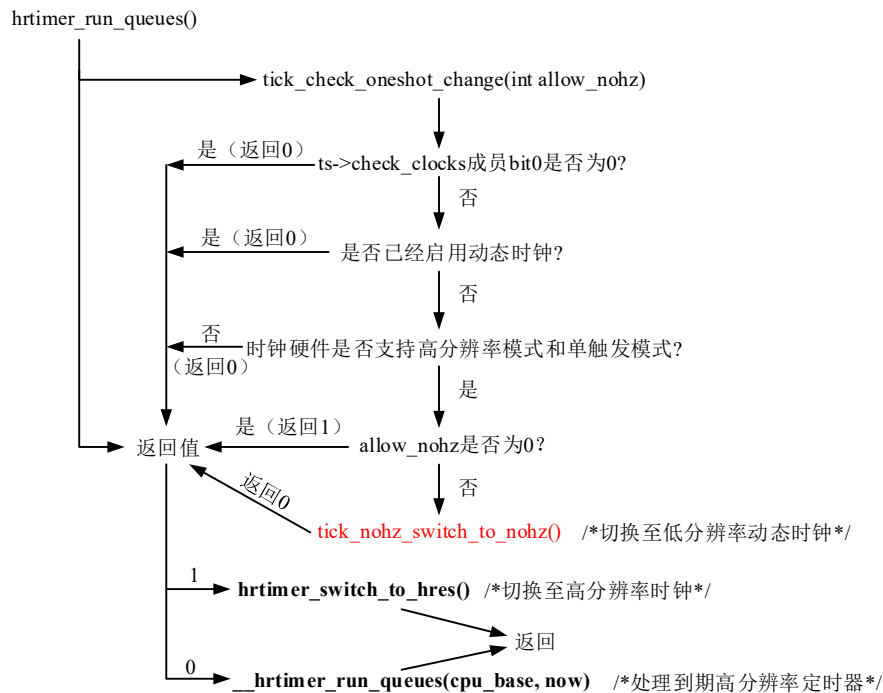 hrtimer_run_queues()
tick_check_oneshot_change(int allow_nohz)
是（返回0） ts->check_clocks成员bit0是否为0?
否
是（返回0） 是否已经启用动态时钟?
否
否 时钟硬件是否支持高分辨率模式和单触发模式?
（返回0）
是
返回值 是（返回1） allow_nohz是否为0?
否
返回0
tick_nohz_switch_to_nohz() /*切换至低分辨率动态时钟*/
1 hrtimer_switch_to_hres() /*切换至高分辨率时钟*/
返回
0 __hrtimer_run_queues(cpu_base, now) /*处理到期高分辨率定时器*/